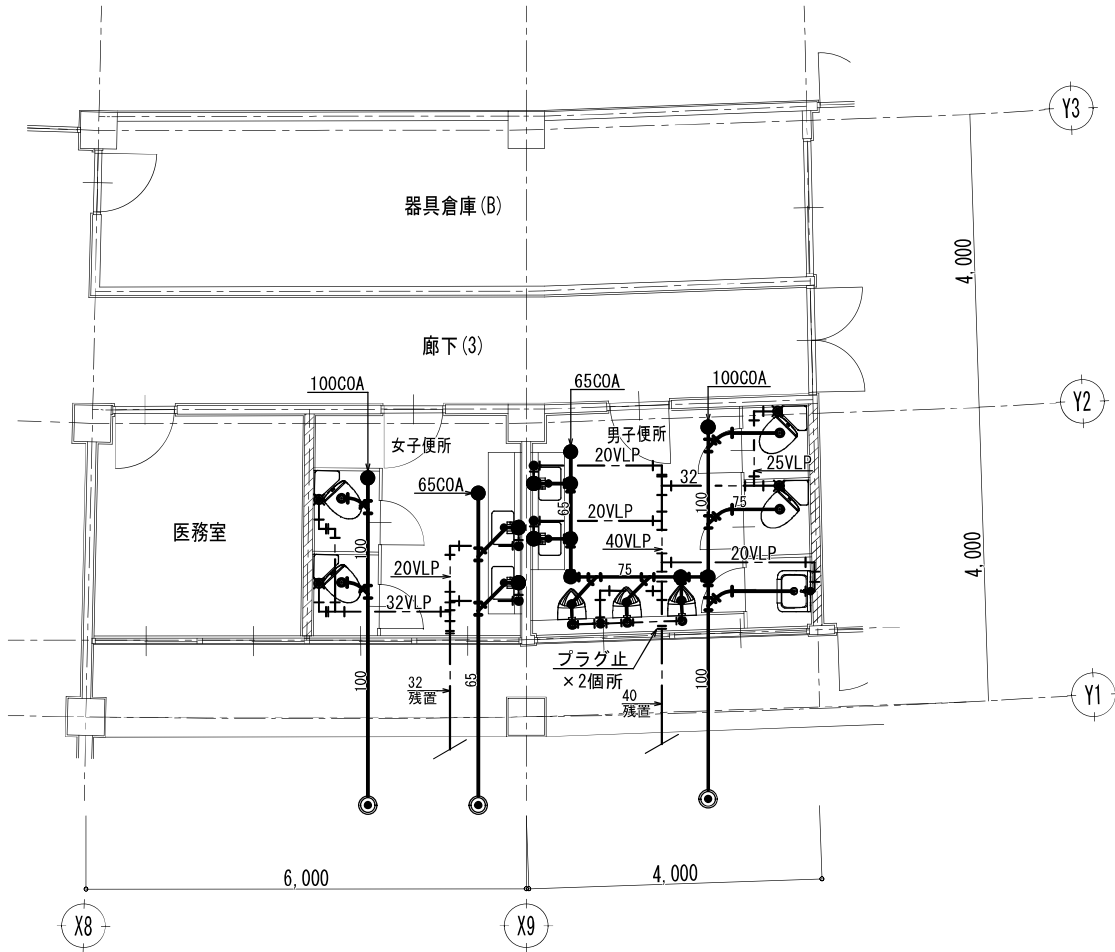 Y3
器具倉庫(B)
4,000
廊下(3)
100COA
65COA
100COA
Y2
女子便所
男子便所
20VLP
25VLP
32
65COA
65
100
75
医務室
20VLP
100
40VLP
20VLP
4,000
20VLP
75
32VLP
プラグ止
×2個所
100
32
残置
65
40
残置
100
Y1
6,000
4,000
X8
X9